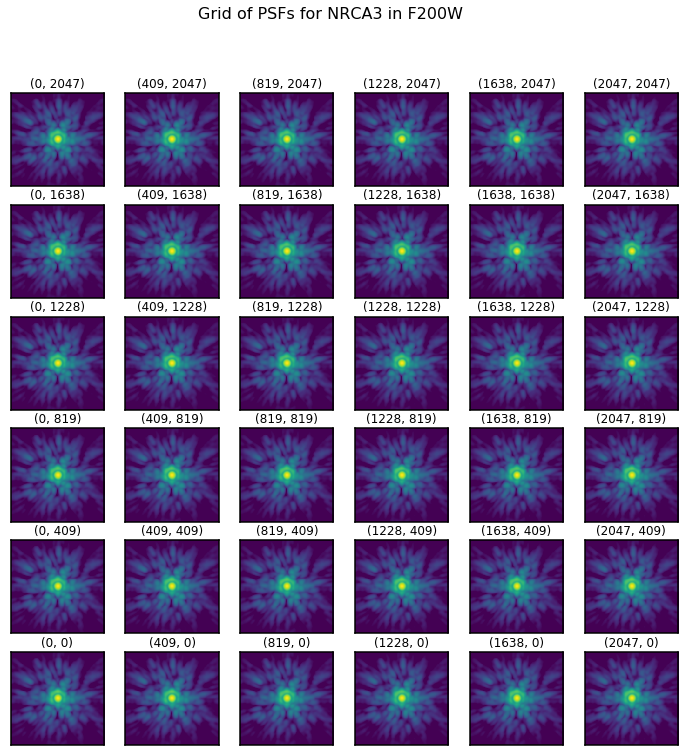 Grid of PSFs for NRCA3 in F200W
(0, 2047) (409, 2047) (819, 2047) (1228, 2047) (1638, 2047) (2047, 2047)
(0, 1638) (409, 1638) (819, 1638) (1228, 1638) (1638, 1638) (2047, 1638)
(0, 1228) (409, 1228) (819, 1228) (1228, 1228) (1638, 1228) (2047, 1228)
(0, 819) (409, 819) (819, 819) (1228, 819) (1638, 819) (2047, 819)
(0, 409) (409, 409) (819, 409) (1228, 409) (1638, 409) (2047, 409)
(0, 0) (409, 0) (819, 0) (1228, 0) (1638, 0) (2047, 0)